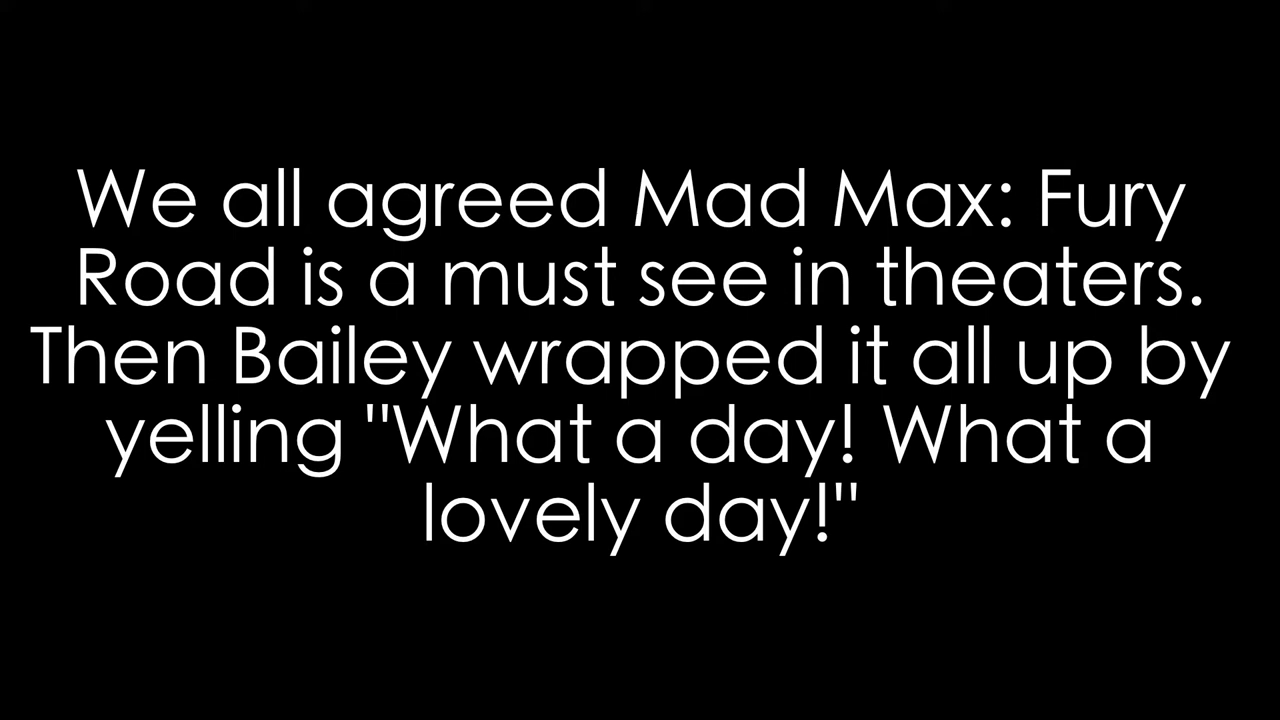 We all agreed Mad Max: Fury
Road is a must see in theaters.
Then Bailey wrapped it all up by
yelling "What a day! What a
lovely day!"